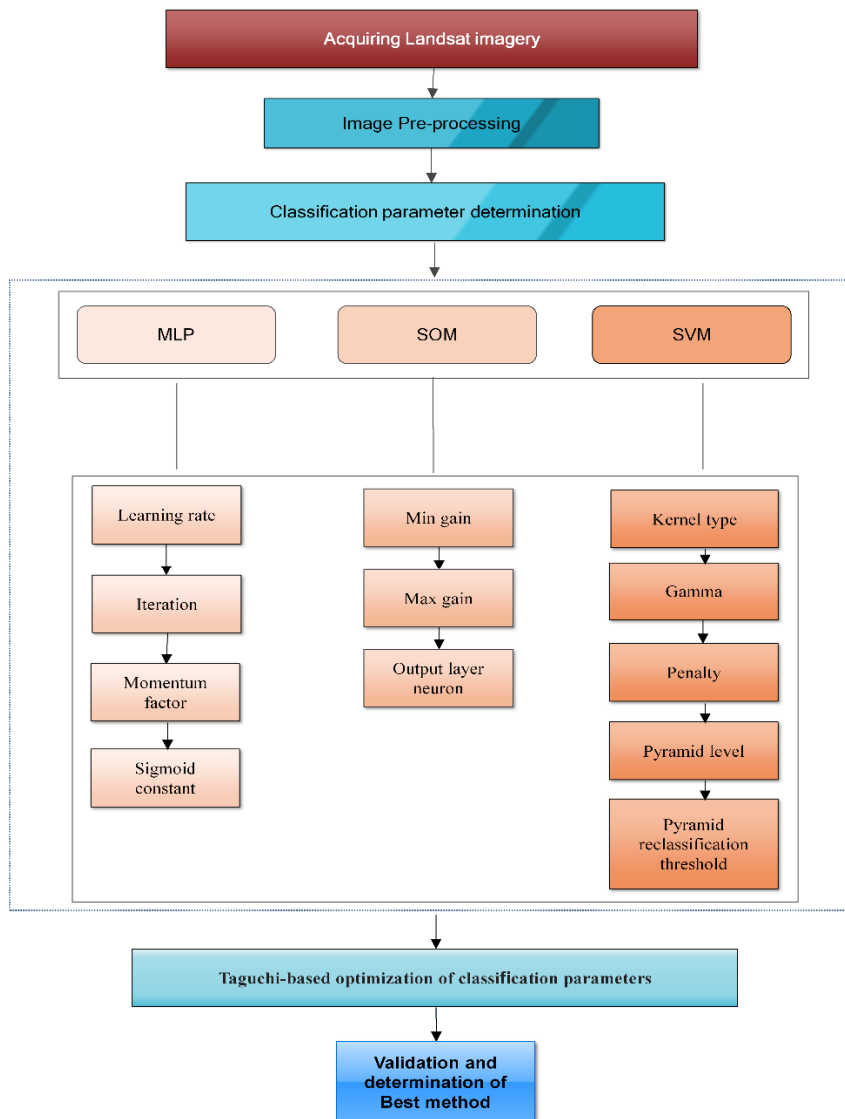 Acquiring Landsat imagery
Image Pre-processing
Classification parameter determination
MLP
SOM
SVM
Learning rate
Iteration
Momentum
factor
Sigmoid
constant
Min gain
Max gain
Output layer
neuron
Kernel type
Gamma
Penalty
Pyramid level
Pyramid
reclassification
threshold
Taguchi-based optimization of classification parameters
Validation and
determination of
Best method